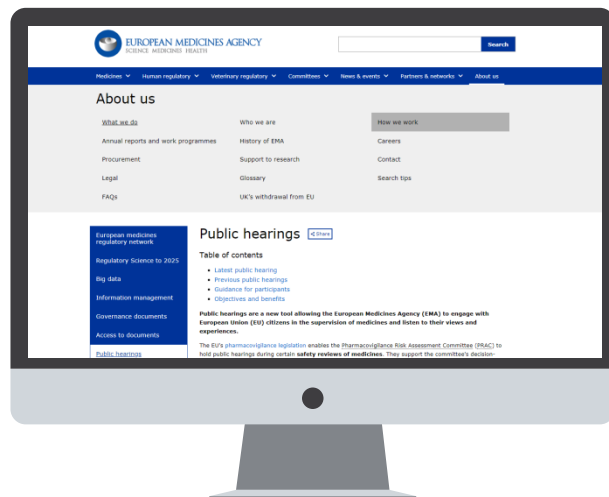 EUROPEAN MEDICINES AGENCY
SCIENCE MEDICINES HEALTH
Search
Medicines Human regulatory Veterinary regulatory Committees News & events Partners & networks About us
About us
What we do Who we are How we work
Annual reports and work programmes History of EMA Careers
Procurement Support to research Contact
Legal Glossary Search tips
FAQs UK's withdrawal from EU
European medicines
regulatory network
Regulatory Science to 2025
Big data
Information management
Governance documents
Access to documents
Public hearings
Public hearings Share
Table of contents
• Latest public hearing
• Previous public hearings
• Guidance for participants
• Objectives and benefits
Public hearings are a new tool allowing the European Medicines Agency (EMA) to engage with
European Union (EU) citizens in the supervision of medicines and listen to their views and
experiences.
The EU's pharmacovigilance legislation enables the Pharmacovigilance Risk Assessment Committee (PRAC) to
hold public hearings during certain safety reviews of medicines. They support the committee's decision-